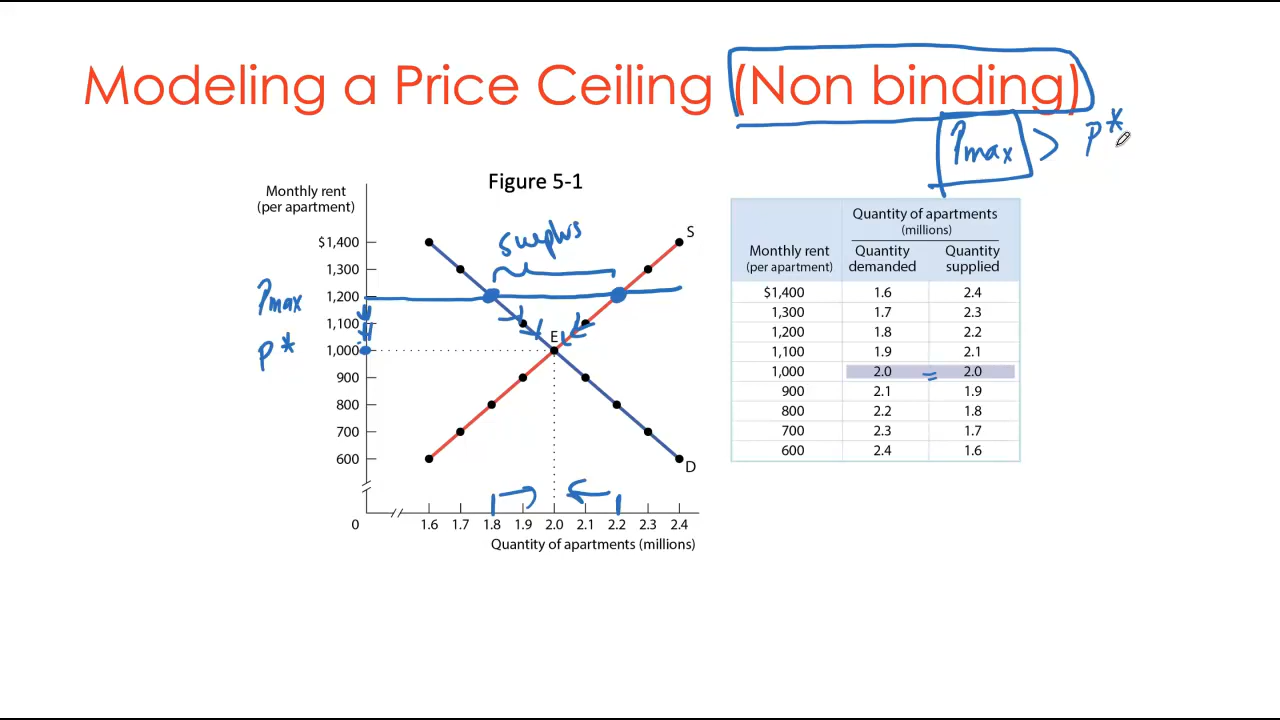 Modeling a Price Ceiling (Non binding)
Pmax > P*
Figure 5-1
Monthly rent
(per apartment)
surplus
S
$1,400
1,300
Pmax 1,200
1,100
P* 1,000
900
800
700
600
0
E
D
1.6 1.7 1.8 1.9 2.0 2.1 2.2 2.3 2.4
Quantity of apartments (millions)
Quantity of apartments
(millions)
Monthly rent Quantity Quantity
(per apartment) demanded supplied
$1,400 1.6 2.4
1,300 1.7 2.3
1,200 1.8 2.2
1,100 1.9 2.1
1,000 2.0 = 2.0
900 2.1 1.9
800 2.2 1.8
700 2.3 1.7
600 2.4 1.6